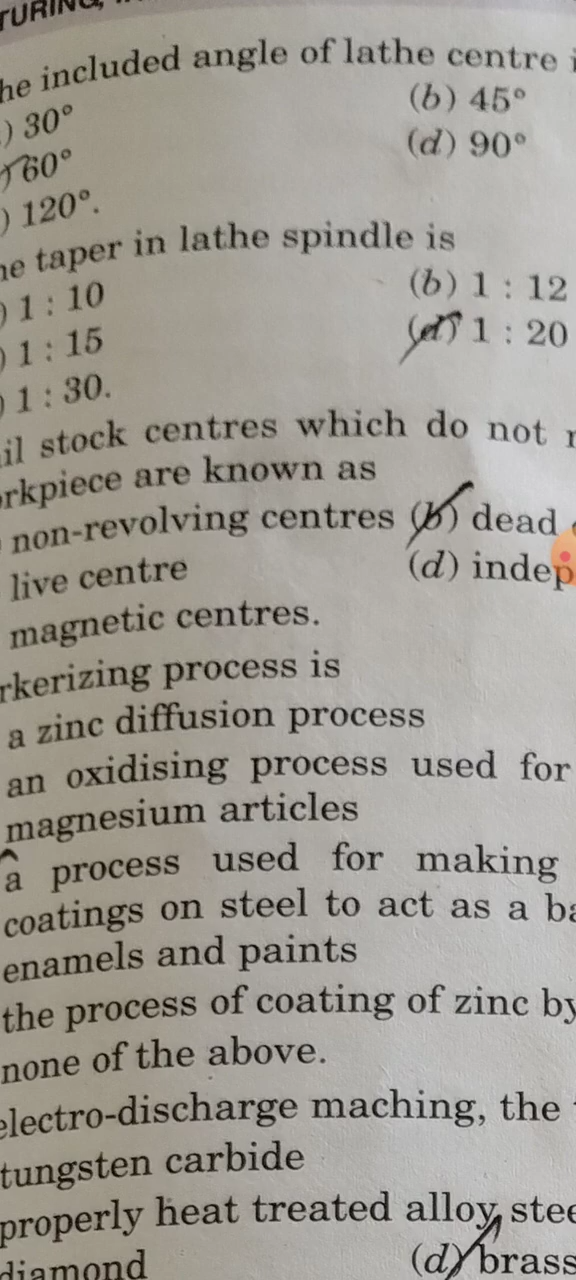 TURING,
he included angle of lathe centre i
) 30° (b) 45°
60° (d) 90°
) 120°.
he taper in lathe spindle is
) 1 : 10 (b) 1 : 12
) 1 : 15 (d) 1 : 20
) 1 : 30.
il stock centres which do not r
orkpiece are known as
non-revolving centres (b) dead
live centre (d) indep
magnetic centres.
rkerizing process is
a zinc diffusion process
an oxidising process used for
magnesium articles
a process used for making
coatings on steel to act as a ba
enamels and paints
the process of coating of zinc by
none of the above.
electro-discharge maching, the
tungsten carbide
properly heat treated alloy stee
diamond (d) brass